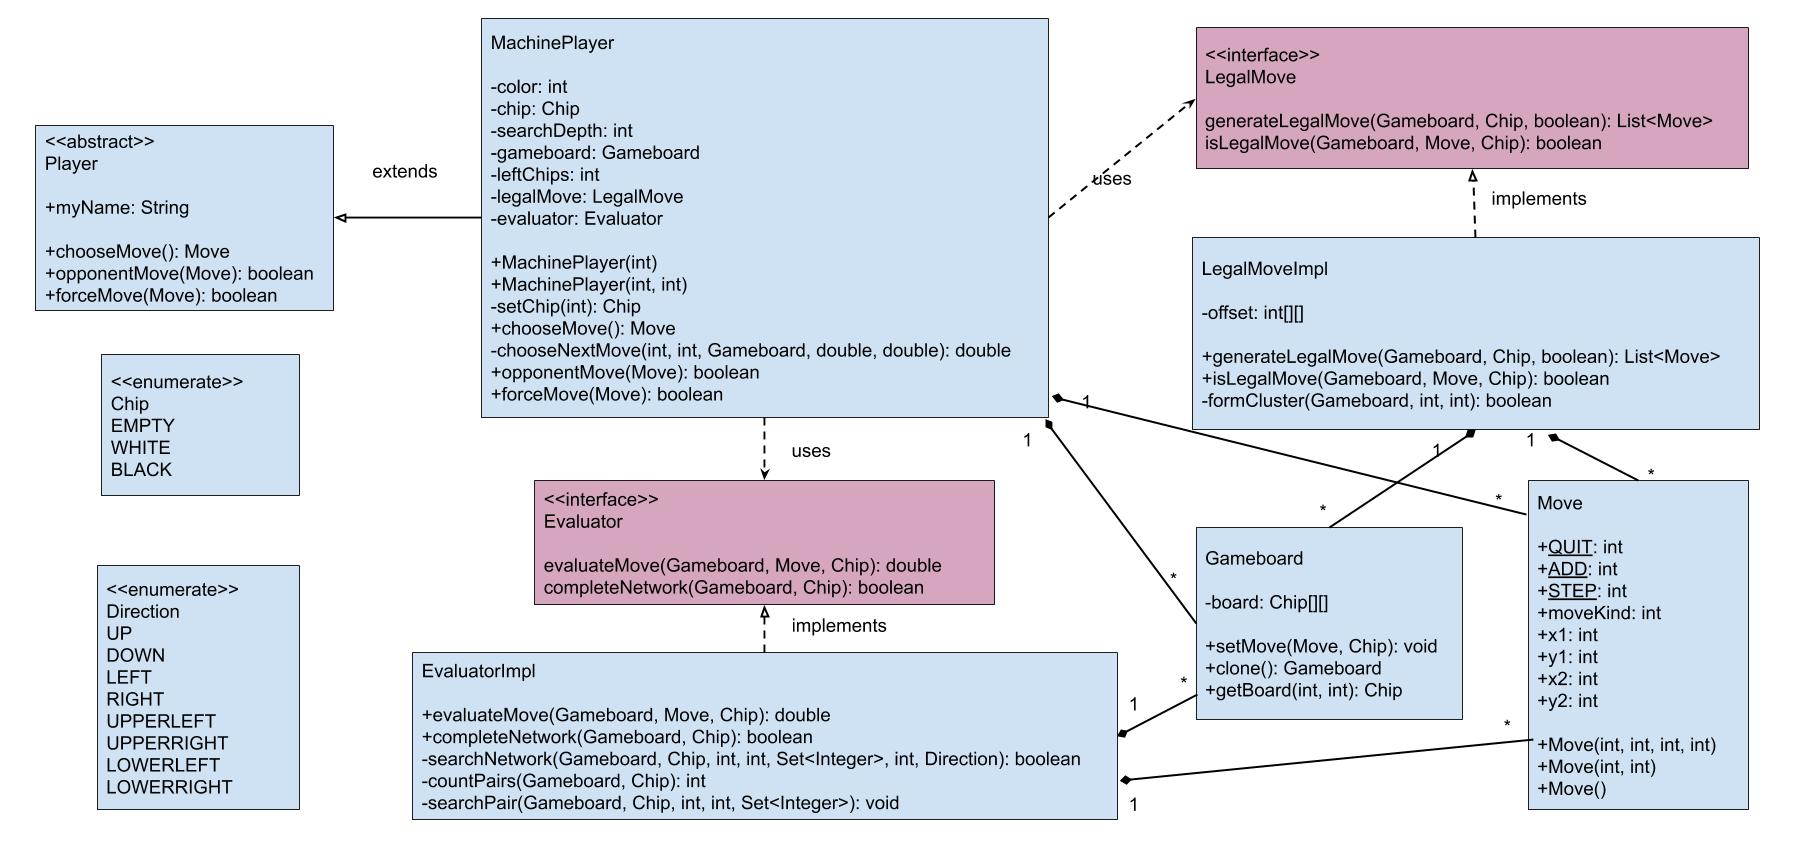 <<abstract>>
Player
+myName: String
+chooseMove(): Move
+opponentMove(Move): boolean
+forceMove(Move): boolean
extends
MachinePlayer
-color: int
-chip: Chip
-searchDepth: int
-gameboard: Gameboard
-leftChips: int
-legalMove: LegalMove
-evaluator: Evaluator
+MachinePlayer(int)
+MachinePlayer(int, int)
-setChip(int): Chip
+chooseMove(): Move
-chooseNextMove(int, int, Gameboard, double, double): double
+opponentMove(Move): boolean
+forceMove(Move): boolean
uses
<<interface>>
LegalMove
generateLegalMove(Gameboard, Chip, boolean): List<Move>
isLegalMove(Gameboard, Move, Chip): boolean
implements
LegalMoveImpl
-offset: int[][]
+generateLegalMove(Gameboard, Chip, boolean): List<Move>
+isLegalMove(Gameboard, Move, Chip): boolean
-formCluster(Gameboard, int, int): boolean
<<enumerate>>
Chip
EMPTY
WHITE
BLACK
1
1
1
1
*
*
*
*
uses
<<interface>>
Evaluator
evaluateMove(Gameboard, Move, Chip): double
completeNetwork(Gameboard, Chip): boolean
implements
Gameboard
-board: Chip[][]
+setMove(Move, Chip): void
+clone(): Gameboard
+getBoard(int, int): Chip
Move
+QUIT: int
+ADD: int
+STEP: int
+moveKind: int
+x1: int
+y1: int
+x2: int
+y2: int
+Move(int, int, int, int)
+Move(int, int)
+Move()
<<enumerate>>
Direction
UP
DOWN
LEFT
RIGHT
UPPERLEFT
UPPERRIGHT
LOWERLEFT
LOWERRIGHT
EvaluatorImpl
+evaluateMove(Gameboard, Move, Chip): double
+completeNetwork(Gameboard, Chip): boolean
-searchNetwork(Gameboard, Chip, int, int, Set<Integer>, int, Direction): boolean
-countPairs(Gameboard, Chip): int
-searchPair(Gameboard, Chip, int, int, Set<Integer>): void
1
*
1
*